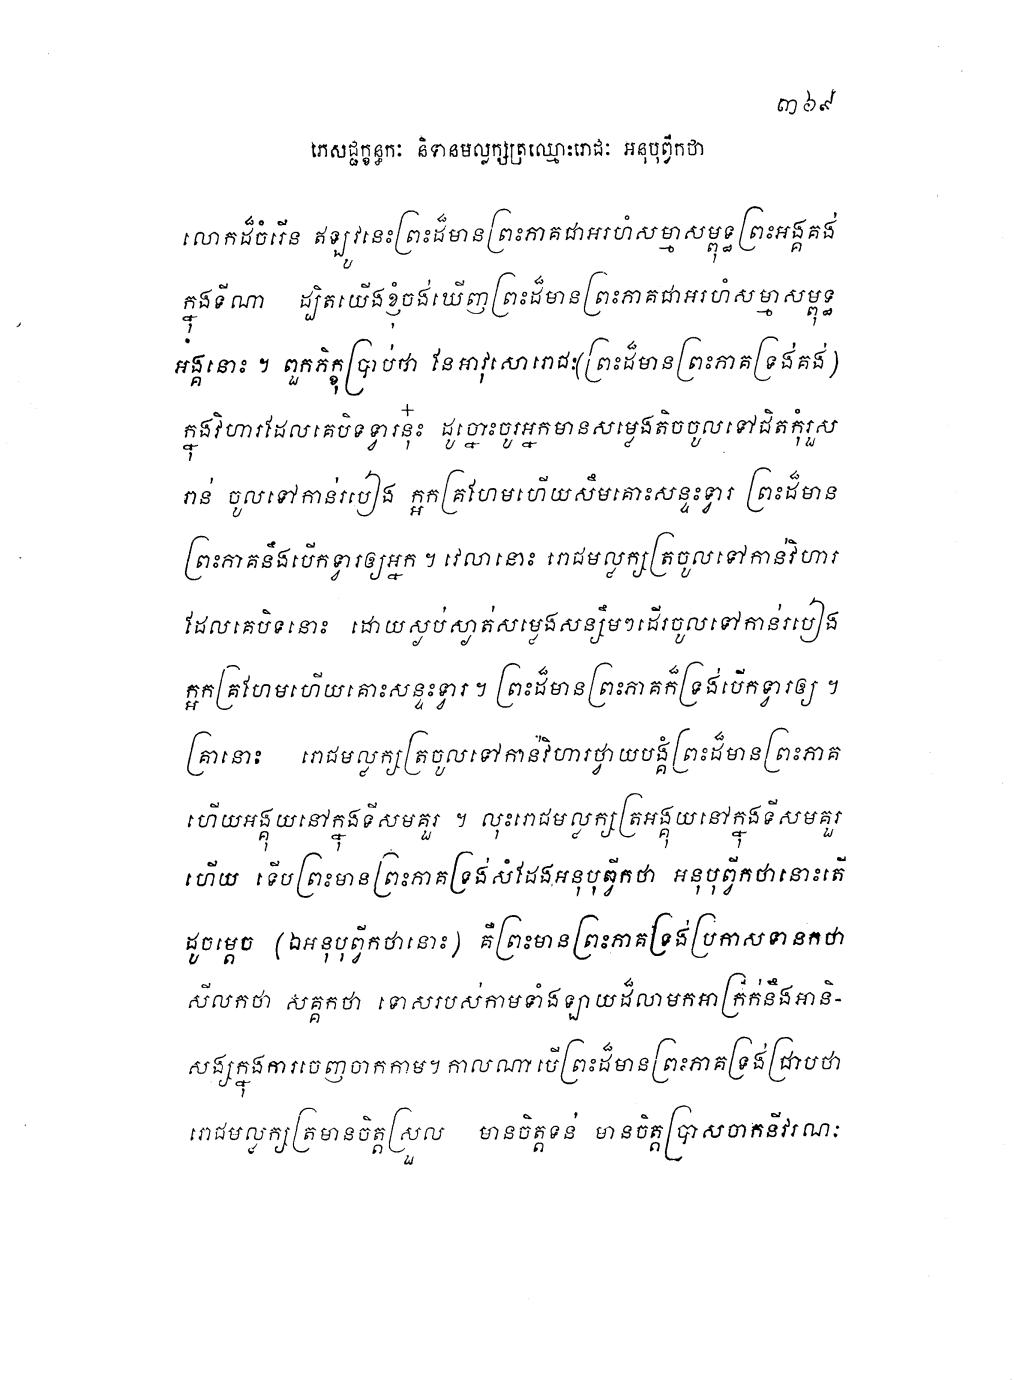 ៣៦៩
ភេសជ្ជក្ខន្ធកៈ និទានមល្លក្សត្រឈ្មោះរោជៈ អនុបុព្វីកថា
លោកដ៏ចំរើន ឥឡូវនេះព្រះដ៏មានព្រះភាគជាអរហំសម្មាសម្ពុទ្ធព្រះអង្គគង់
ក្នុងទីណា ដ្បិតយើងខ្ញុំចង់ឃើញព្រះដ៏មានព្រះភាគជាអរហំសម្មាសម្ពុទ្ធ
អង្គនោះ ។ ពួកភិក្ខុប្រាប់ថា នែអាវុសោរោជៈ(ព្រះដ៏មានព្រះភាគទ្រង់គង់)
ក្នុងវិហារដែលគេបិទទ្វារនុ៎ះ ដូច្នោះចូរអ្នកមានសម្លេងតិចចូលទៅជិតកុំរួស
រាន់ ចូលទៅកាន់របៀង ក្អកគ្រហែមហើយសឹមគោះសន្ទះទ្វារ ព្រះដ៏មាន
ព្រះភាគនឹងបើកទ្វារឲ្យអ្នក ។ វេលានោះ រោជមល្លក្សត្រចូលទៅកាន់វិហារ
ដែលគេបិទនោះ ដោយស្ងប់ស្ងាត់សម្លេងសន្សឹមៗដើរចូលទៅកាន់របៀង
ក្អកគ្រហែមហើយគោះសន្ទះទ្វារ ។ ព្រះដ៏មានព្រះភាគក៏ទ្រង់បើកទ្វារឲ្យ ។
គ្រានោះ រោជមល្លក្សត្រចូលទៅកាន់វិហារថ្វាយបង្គំព្រះដ៏មានព្រះភាគ
ហើយអង្គុយនៅក្នុងទីសមគួរ ។ លុះរោជមល្លក្សត្រអង្គុយនៅក្នុងទីសមគួរ
ហើយ ទើបព្រះមានព្រះភាគទ្រង់សំដែងអនុបុព្វីកថា អនុបុព្វីកថានោះតើ
ដូចម្តេច (ឯអនុបុព្វីកថានោះ) គឺព្រះមានព្រះភាគទ្រង់ប្រកាសទានកថា
សីលកថា សគ្គកថា ទោសរបស់កាមទាំងឡាយដ៏លាមកអាក្រក់នឹងអានិ-
សង្សក្នុងការចេញចាកកាម។ កាលណាបើព្រះដ៏មានព្រះភាគទ្រង់ជ្រាបថា
រោជមល្លក្សត្រមានចិត្តស្រួល មានចិត្តទន់ មានចិត្តប្រាសចាកនីវរណៈ